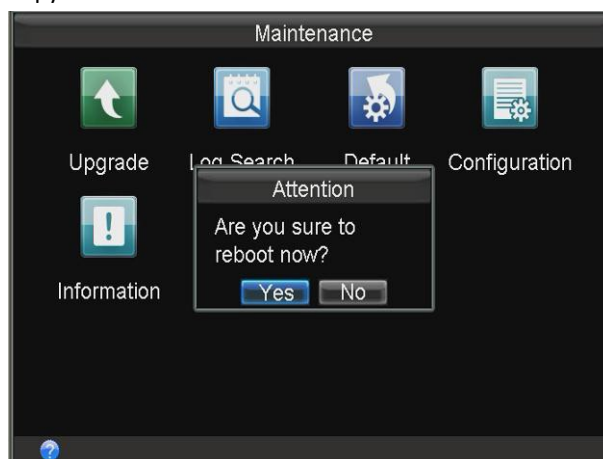 Maintenance
Upgrade
Log Search
Default
Configuration
Attention
Are you sure to
reboot now?
Yes
No
Information